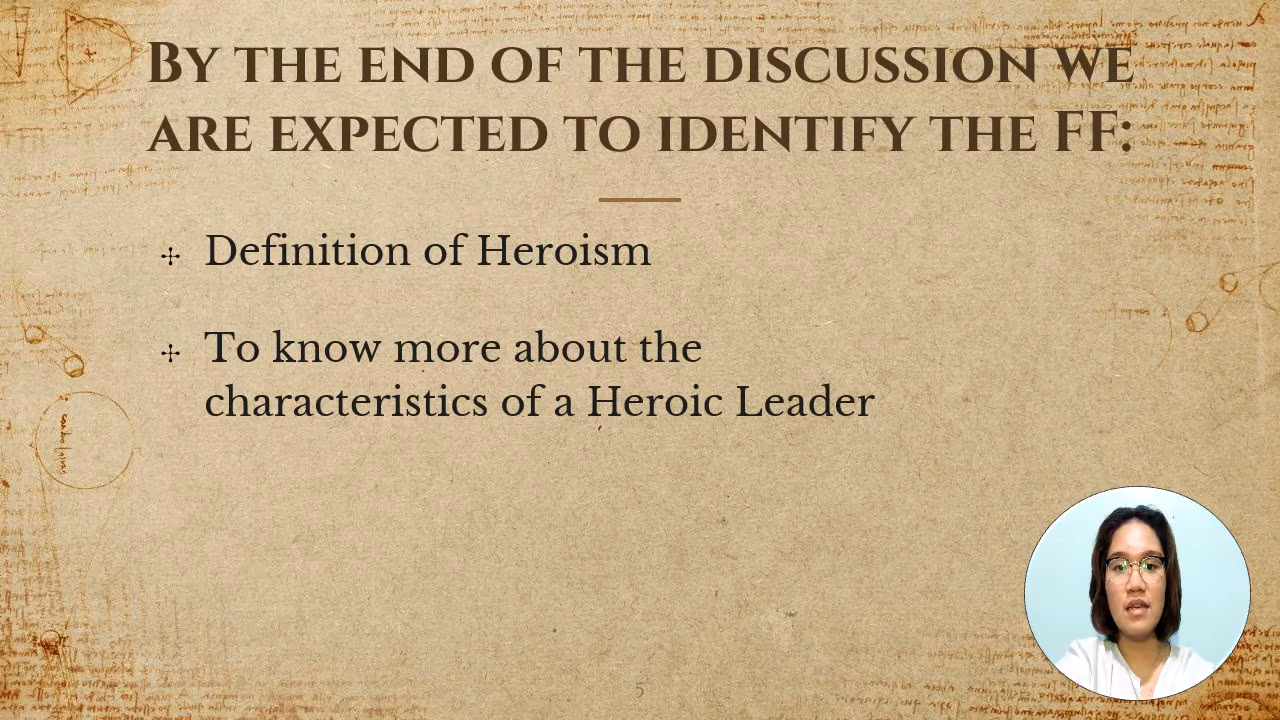 By the end of the discussion we
are expected to identify the FF:
Definition of Heroism
To know more about the
characteristics of a Heroic Leader
5